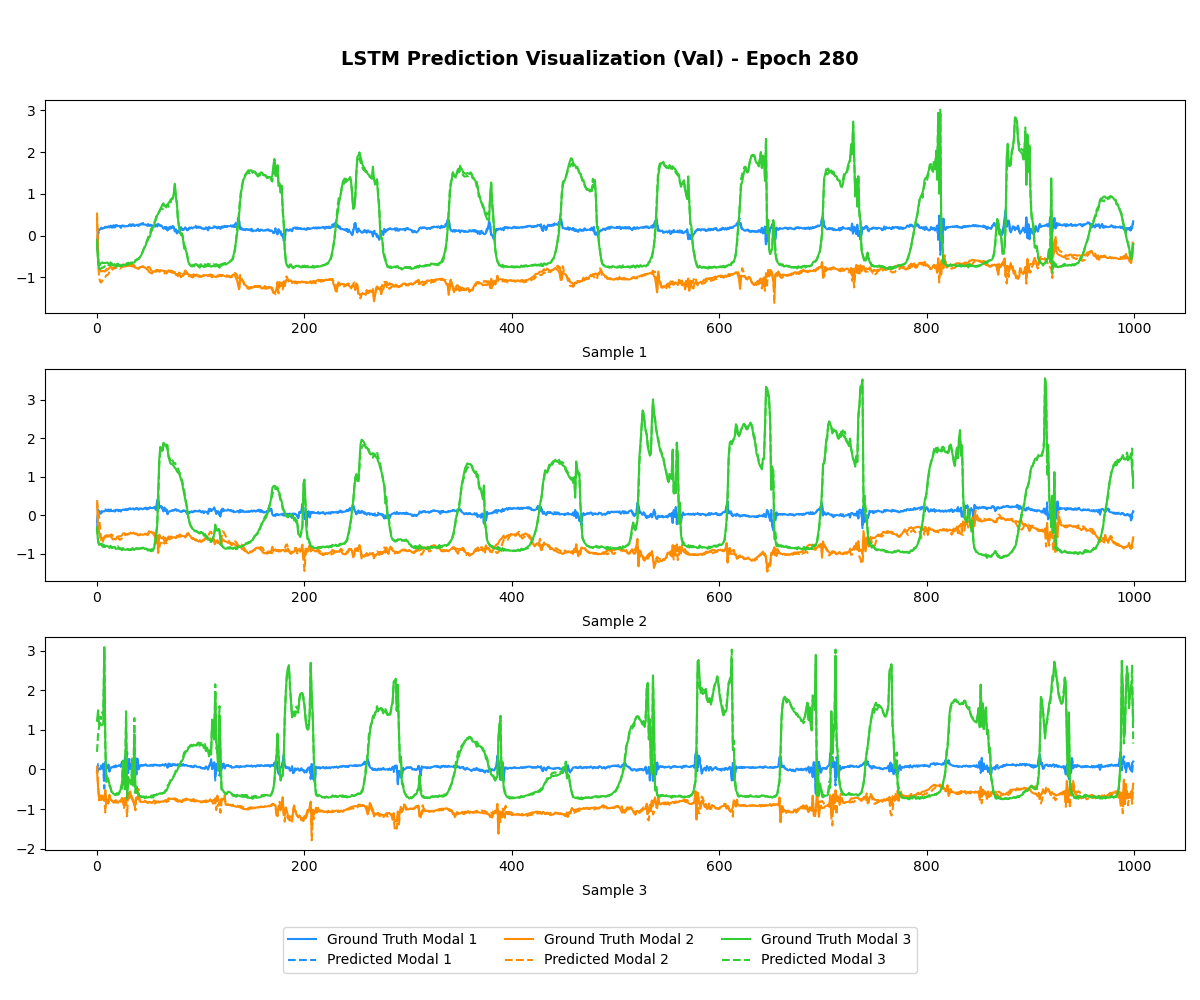 LSTM Prediction Visualization (Val) - Epoch 280
3
2
1
0
−1
0 200 400 600 800 1000
Sample 1
3
2
1
0
−1
0 200 400 600 800 1000
Sample 2
3
2
1
0
−1
−2
0 200 400 600 800 1000
Sample 3
Ground Truth Modal 1 Ground Truth Modal 2 Ground Truth Modal 3
Predicted Modal 1 Predicted Modal 2 Predicted Modal 3